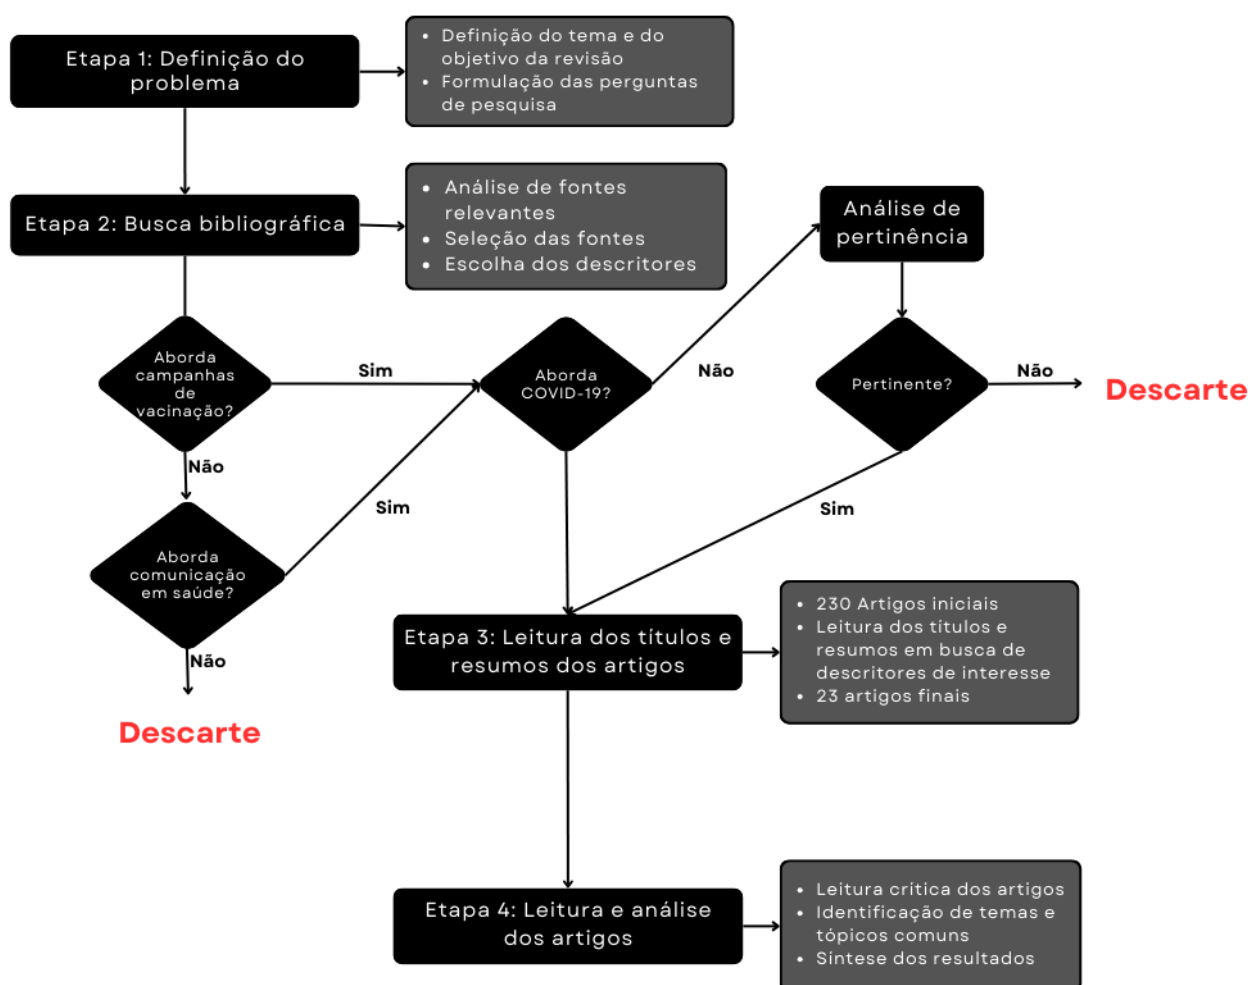 Etapa 1: Definição do
problema
• Definição do tema e do
objetivo da revisão
• Formulação das perguntas
de pesquisa
Etapa 2: Busca bibliográfica
• Análise de fontes
relevantes
• Seleção das fontes
• Escolha dos descritores
Análise de
pertinência
Aborda
campanhas
de
vacinação?
Sim
Aborda
COVID-19?
Não
Pertinente?
Não
Descarte
Não
Sim
Sim
Aborda
comunicação
em saúde?
Não
Descarte
Etapa 3: Leitura dos títulos e
resumos dos artigos
• 230 Artigos iniciais
• Leitura dos títulos e
resumos em busca de
descritores de interesse
• 23 artigos finais
Etapa 4: Leitura e análise
dos artigos
• Leitura crítica dos artigos
• Identificação de temas e
tópicos comuns
• Síntese dos resultados